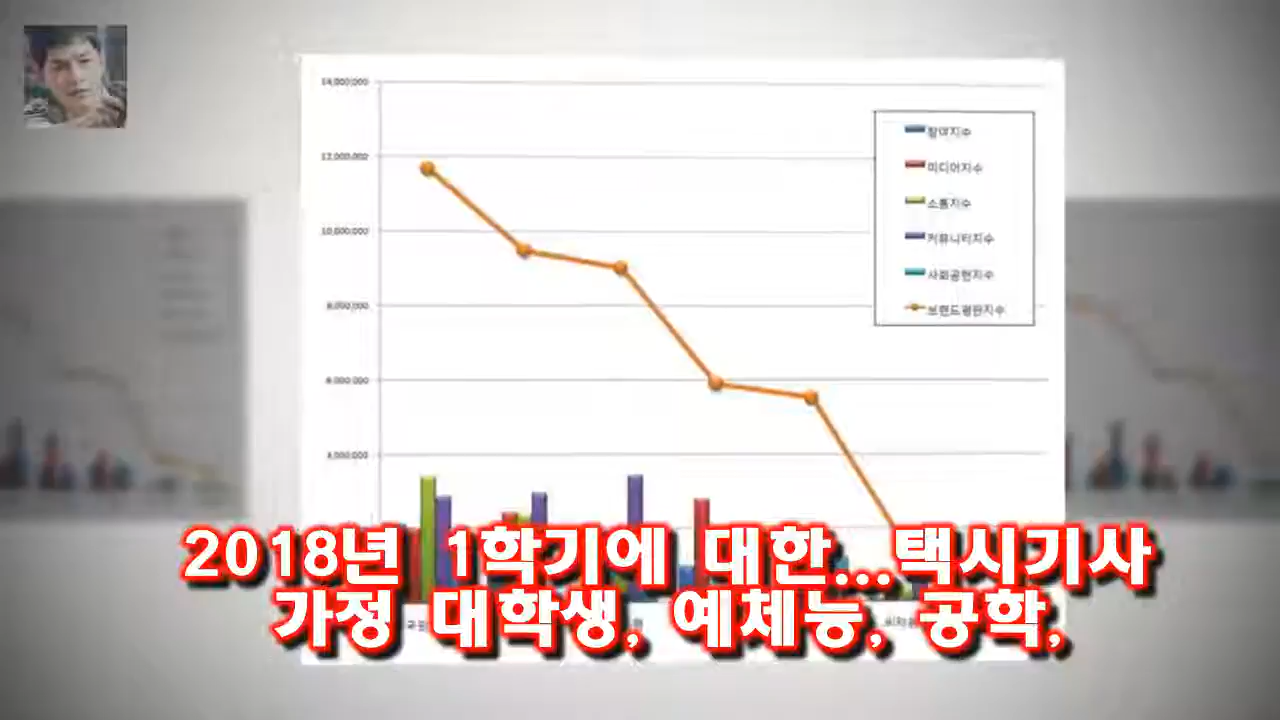 14,000,000
12,000,000
10,000,000
8,000,000
6,000,000
4,000,000
참여지수
미디어지수
소통지수
커뮤니티지수
사회공헌지수
브랜드평판지수
2018년 1학기에 대한...택시기사
가정 대학생, 예체능, 공학,